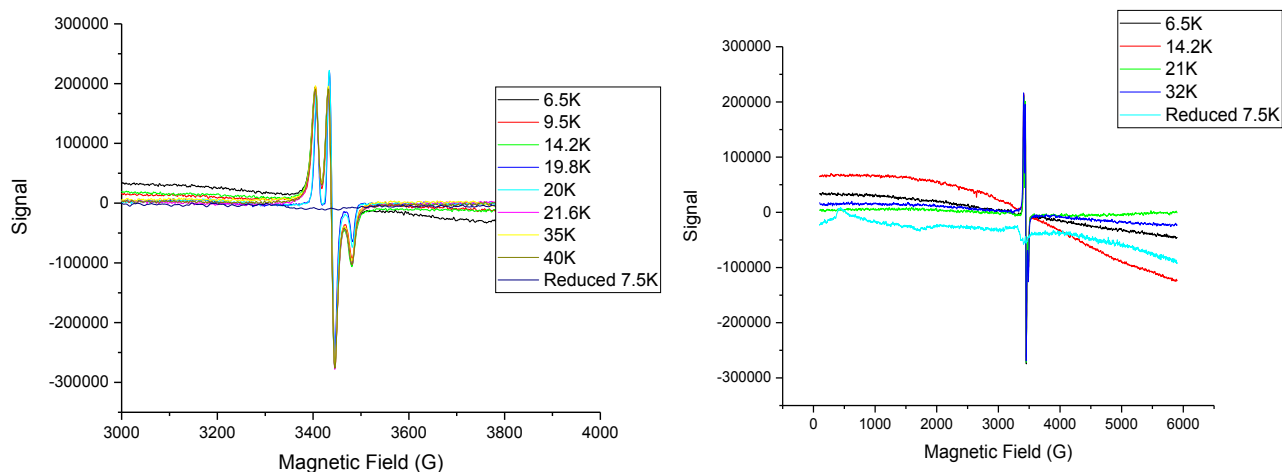 300000
200000
100000
0
-100000
-200000
-300000
Signal
3000
3200
3400
3600
3800
4000
Magnetic Field (G)
6.5K
9.5K
14.2K
19.8K
20K
21.6K
35K
40K
Reduced 7.5K
6.5K
14.2K
21K
32K
Reduced 7.5K
300000
200000
100000
0
-100000
-200000
-300000
Signal
0
1000
2000
3000
4000
5000
6000
Magnetic Field (G)